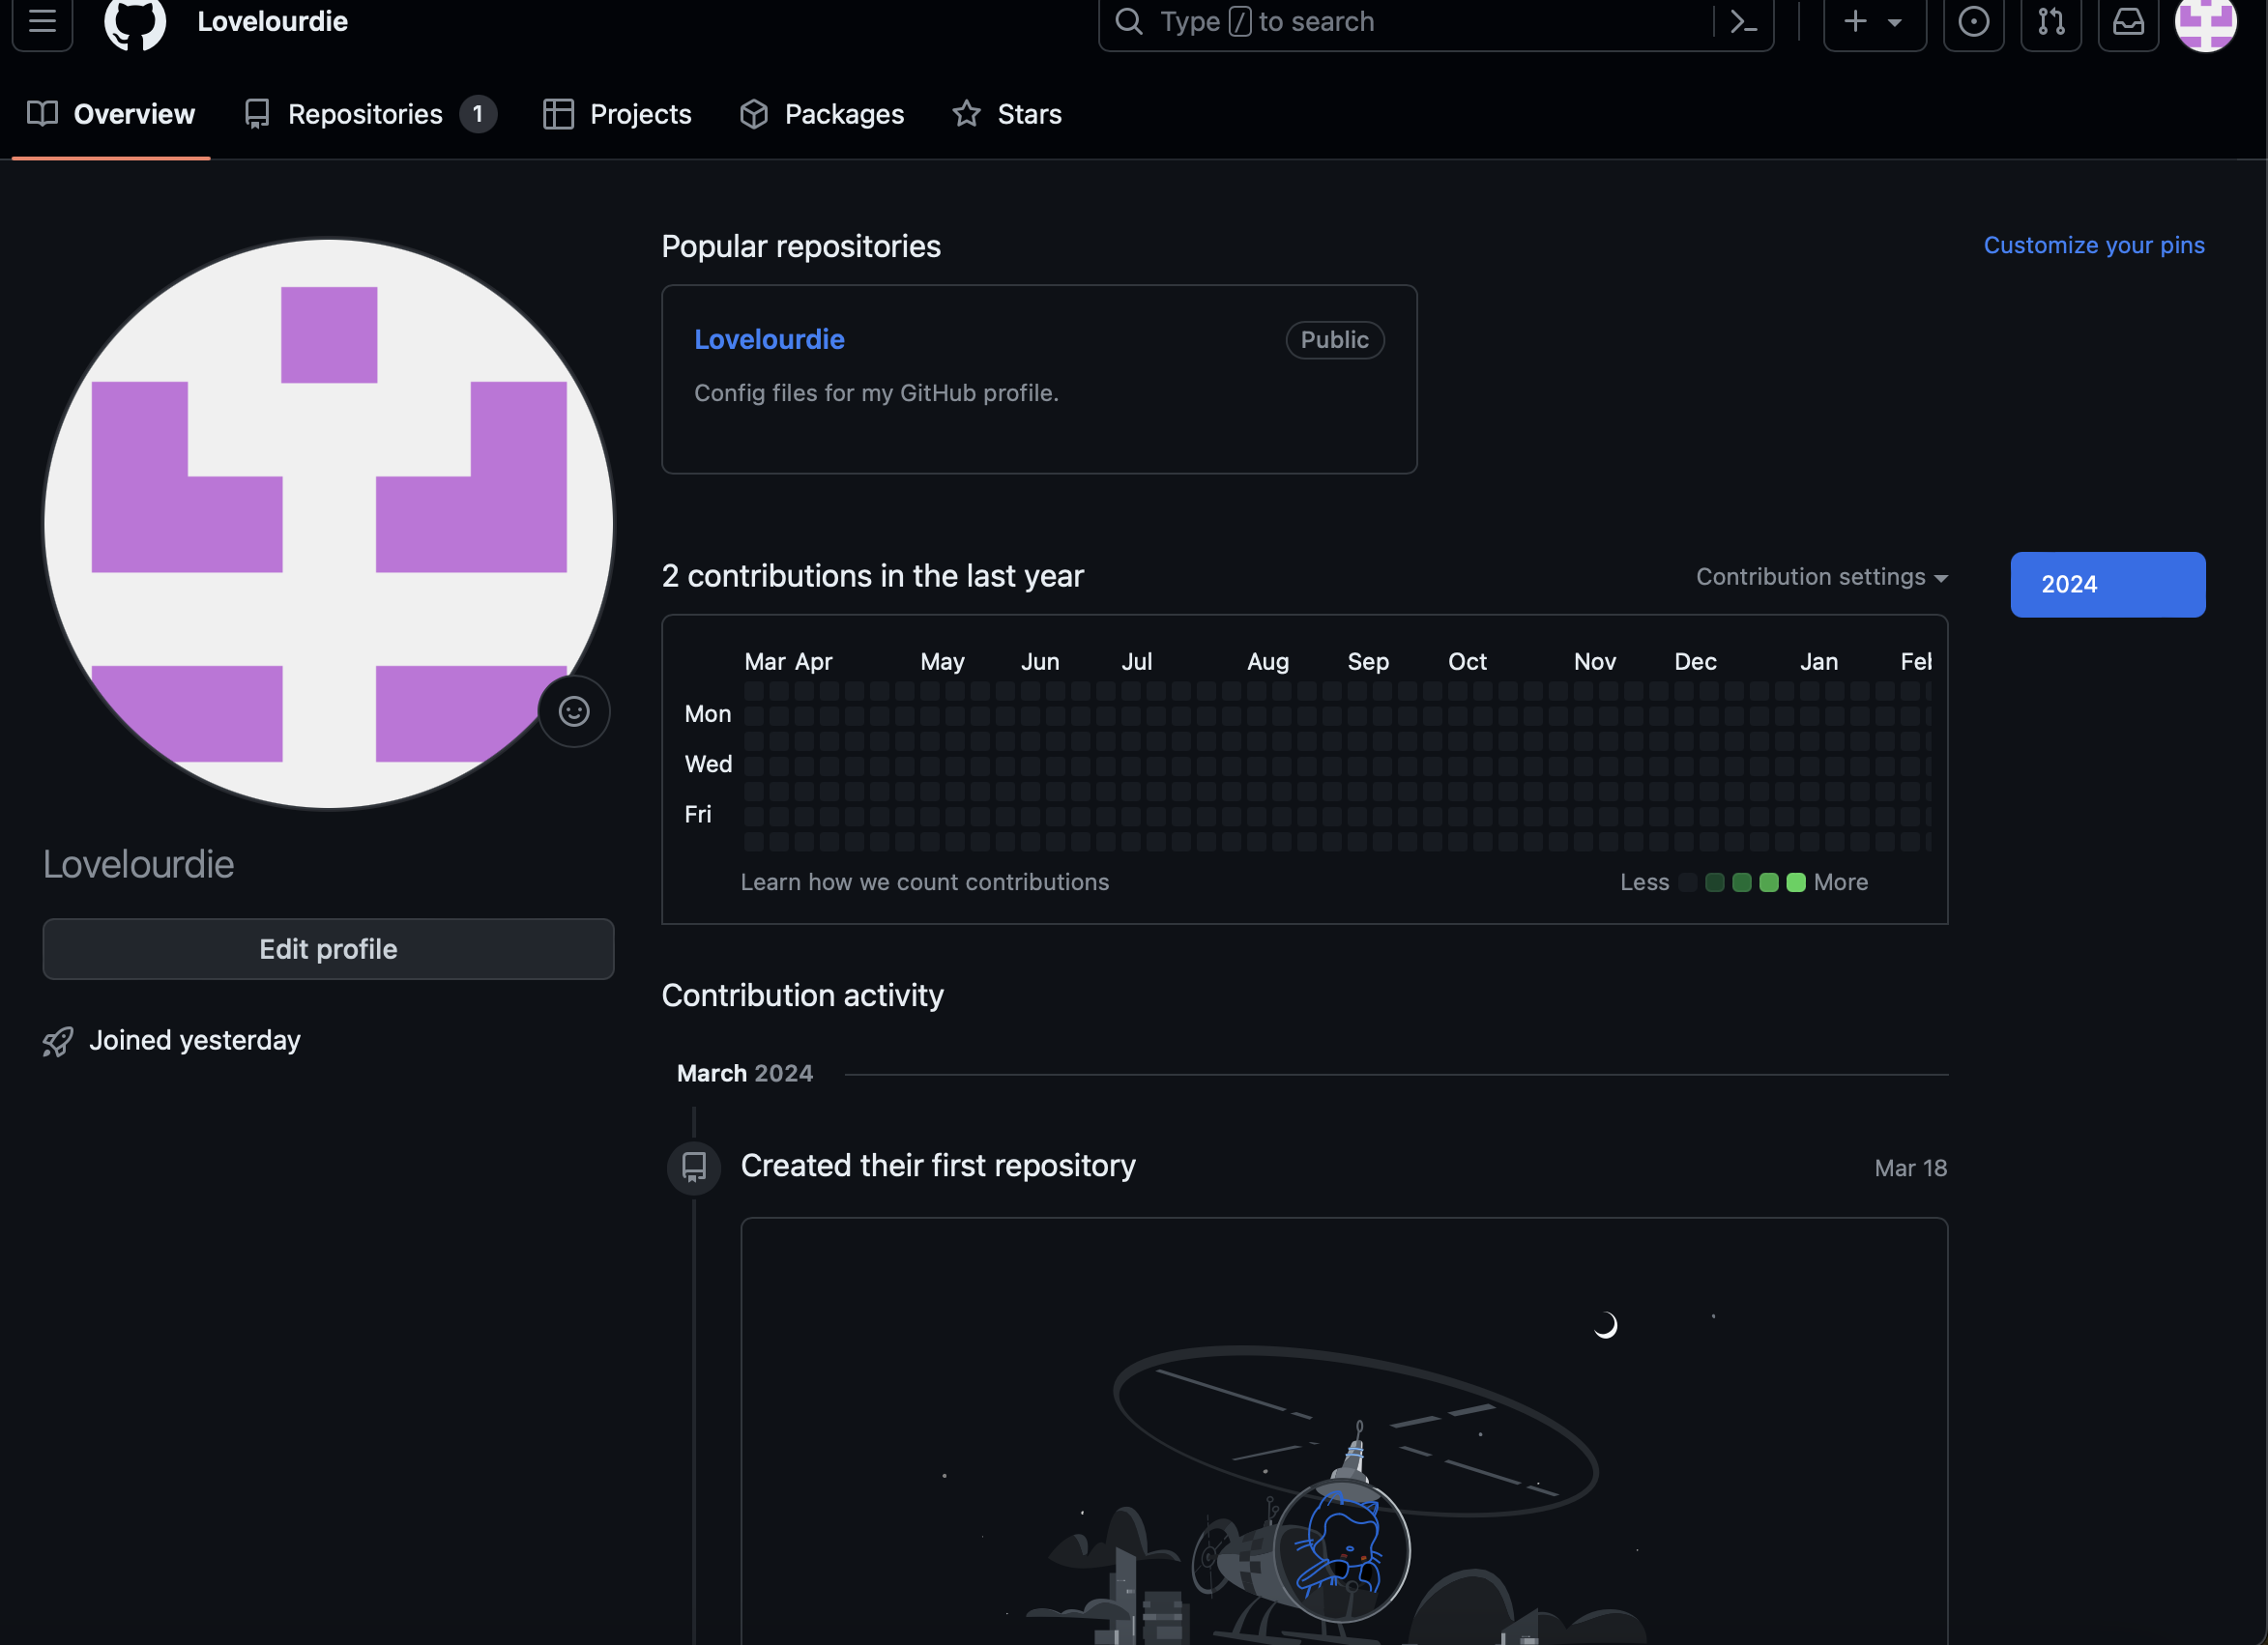 Lovelourdie
Type / to search
Overview
Repositories 1
Projects
Packages
Stars
Popular repositories
Customize your pins
Lovelourdie
Public
Config files for my GitHub profile.
2 contributions in the last year
Contribution settings
2024
Mar Apr May Jun Jul Aug Sep Oct Nov Dec Jan Feb
Mon
Wed
Fri
Learn how we count contributions
Less More
Lovelourdie
Edit profile
Joined yesterday
Contribution activity
March 2024
Created their first repository
Mar 18